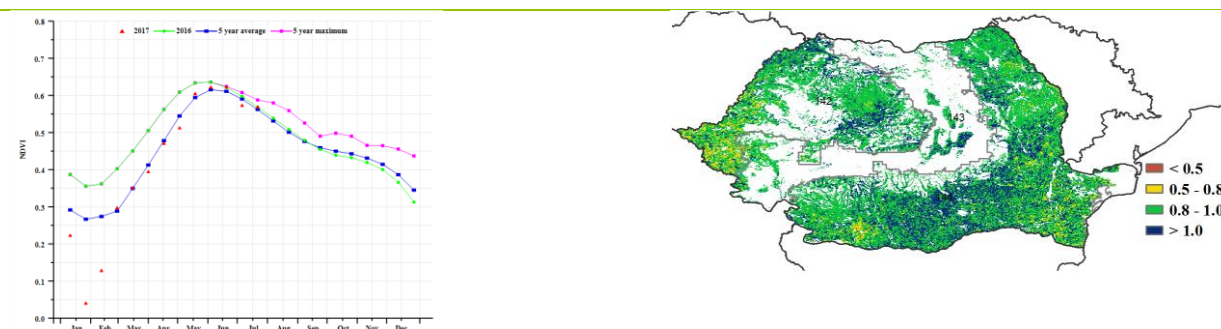 0.8
2017 2016 5 year average 5 year maximum
0.7
0.6
0.5
0.4
0.3
0.2
0.1
0.0
NDVI
Jan Feb Mar Apr May Jun Jul Aug Sep Oct Nov Dec
142
143
< 0.5
0.5 - 0.8
0.8 - 1.0
> 1.0